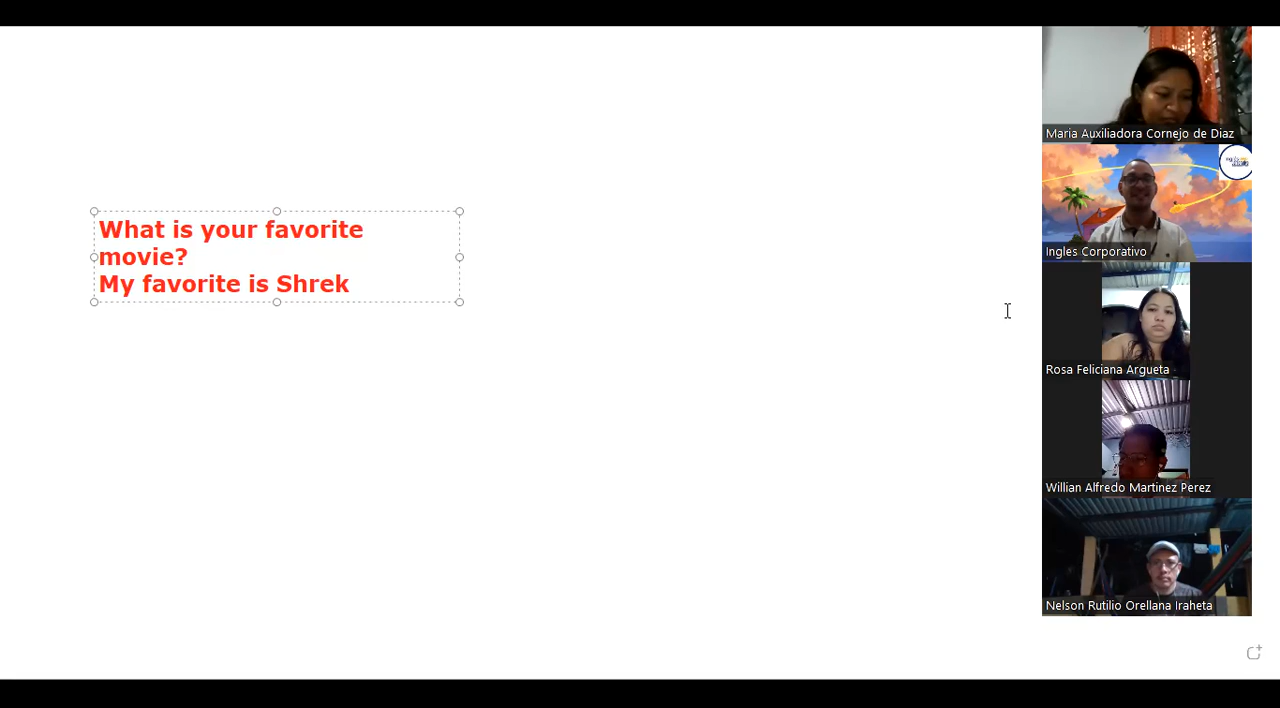 What is your favorite
movie?
My favorite is Shrek
Maria Auxiliadora Cornejo de Diaz
Ingles Corporativo
Rosa Feliciana Argueta
Willian Alfredo Martinez Perez
Nelson Rutilio Orellana Iraheta